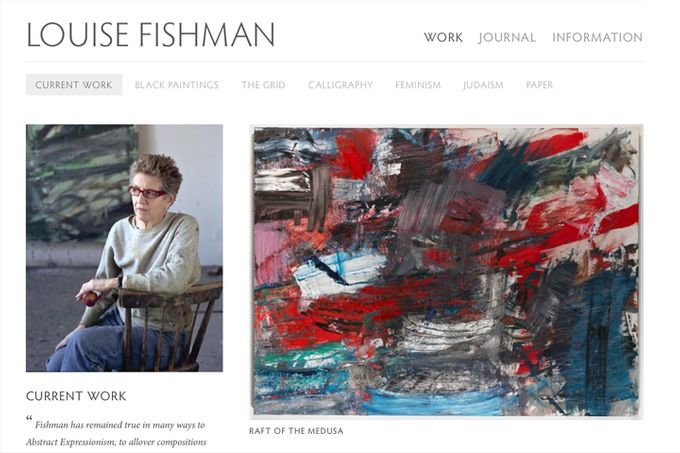 LOUISE FISHMAN
WORK JOURNAL INFORMATION
CURRENT WORK BLACK PAINTINGS THE GRID CALLIGRAPHY FEMINISM JUDAISM PAPER
CURRENT WORK
“ Fishman has remained true in many ways to
Abstract Expressionism, to allover compositions
RAFT OF THE MEDUSA